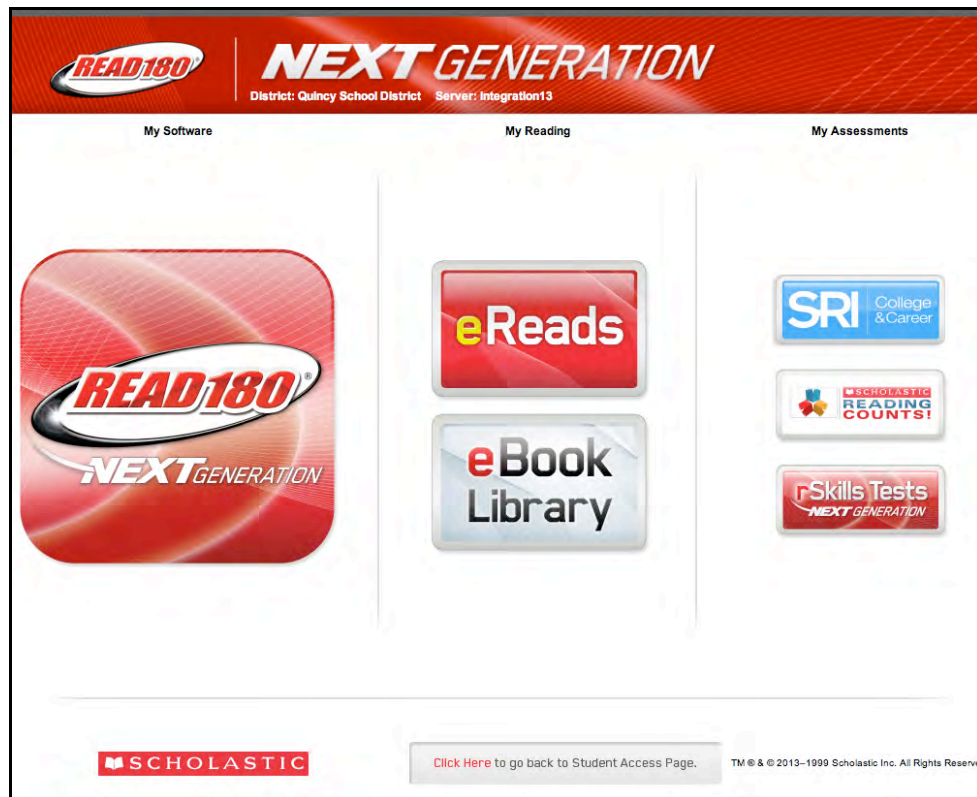 READ180®
NEXT GENERATION
District: Quincy School District Server: Integration13
My Software
My Reading
My Assessments
READ180®
NEXT GENERATION
eReads
eBook
Library
SRI College
&Career
SCHOLASTIC
READING
COUNTS!
rSkills Tests
NEXT GENERATION
SCHOLASTIC
Click Here to go back to Student Access Page.
TM ® & © 2013–1999 Scholastic Inc. All Rights Reserve